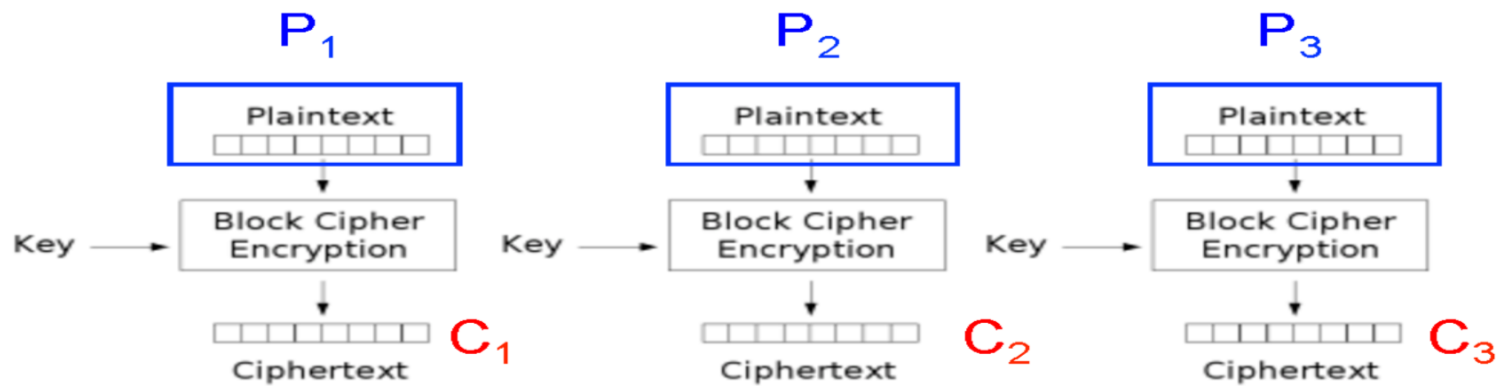 P1 P2 P3
Plaintext Plaintext Plaintext
Key Block Cipher Encryption Key Block Cipher Encryption Key Block Cipher Encryption
C1 C2 C3
Ciphertext Ciphertext Ciphertext